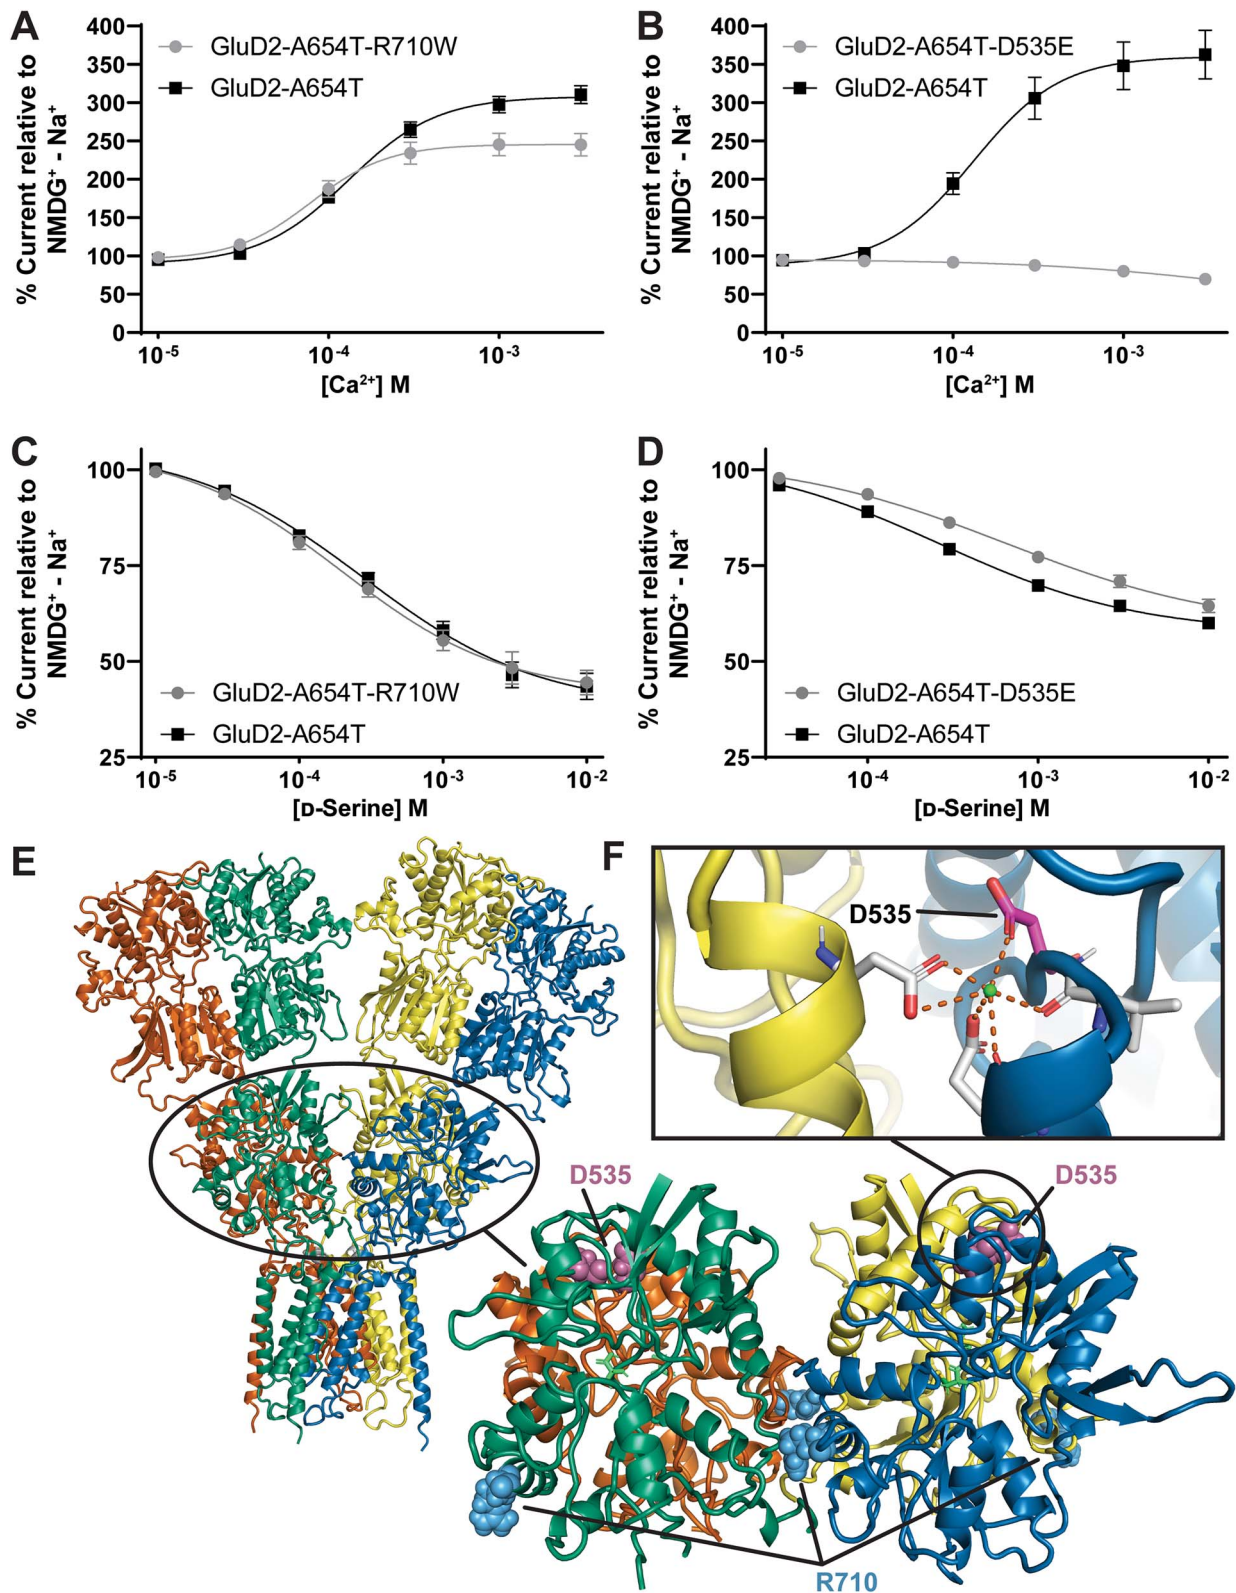 A
% Current relative to
NMDG⁺ - Na⁺
400
350
300
250
200
150
100
50
0
GluD2-A654T-R710W
GluD2-A654T
10⁻⁵ 10⁻⁴ 10⁻³
[Ca²⁺] M
B
% Current relative to
NMDG⁺ - Na⁺
400
350
300
250
200
150
100
50
0
GluD2-A654T-D535E
GluD2-A654T
10⁻⁵ 10⁻⁴ 10⁻³
[Ca²⁺] M
C
% Current relative to
NMDG⁺ - Na⁺
100
75
50
25
GluD2-A654T-R710W
GluD2-A654T
10⁻⁵ 10⁻⁴ 10⁻³ 10⁻²
[ᴅ-Serine] M
D
% Current relative to
NMDG⁺ - Na⁺
100
75
50
25
GluD2-A654T-D535E
GluD2-A654T
10⁻⁴ 10⁻³ 10⁻²
[ᴅ-Serine] M
E
F
D535
D535
D535
R710